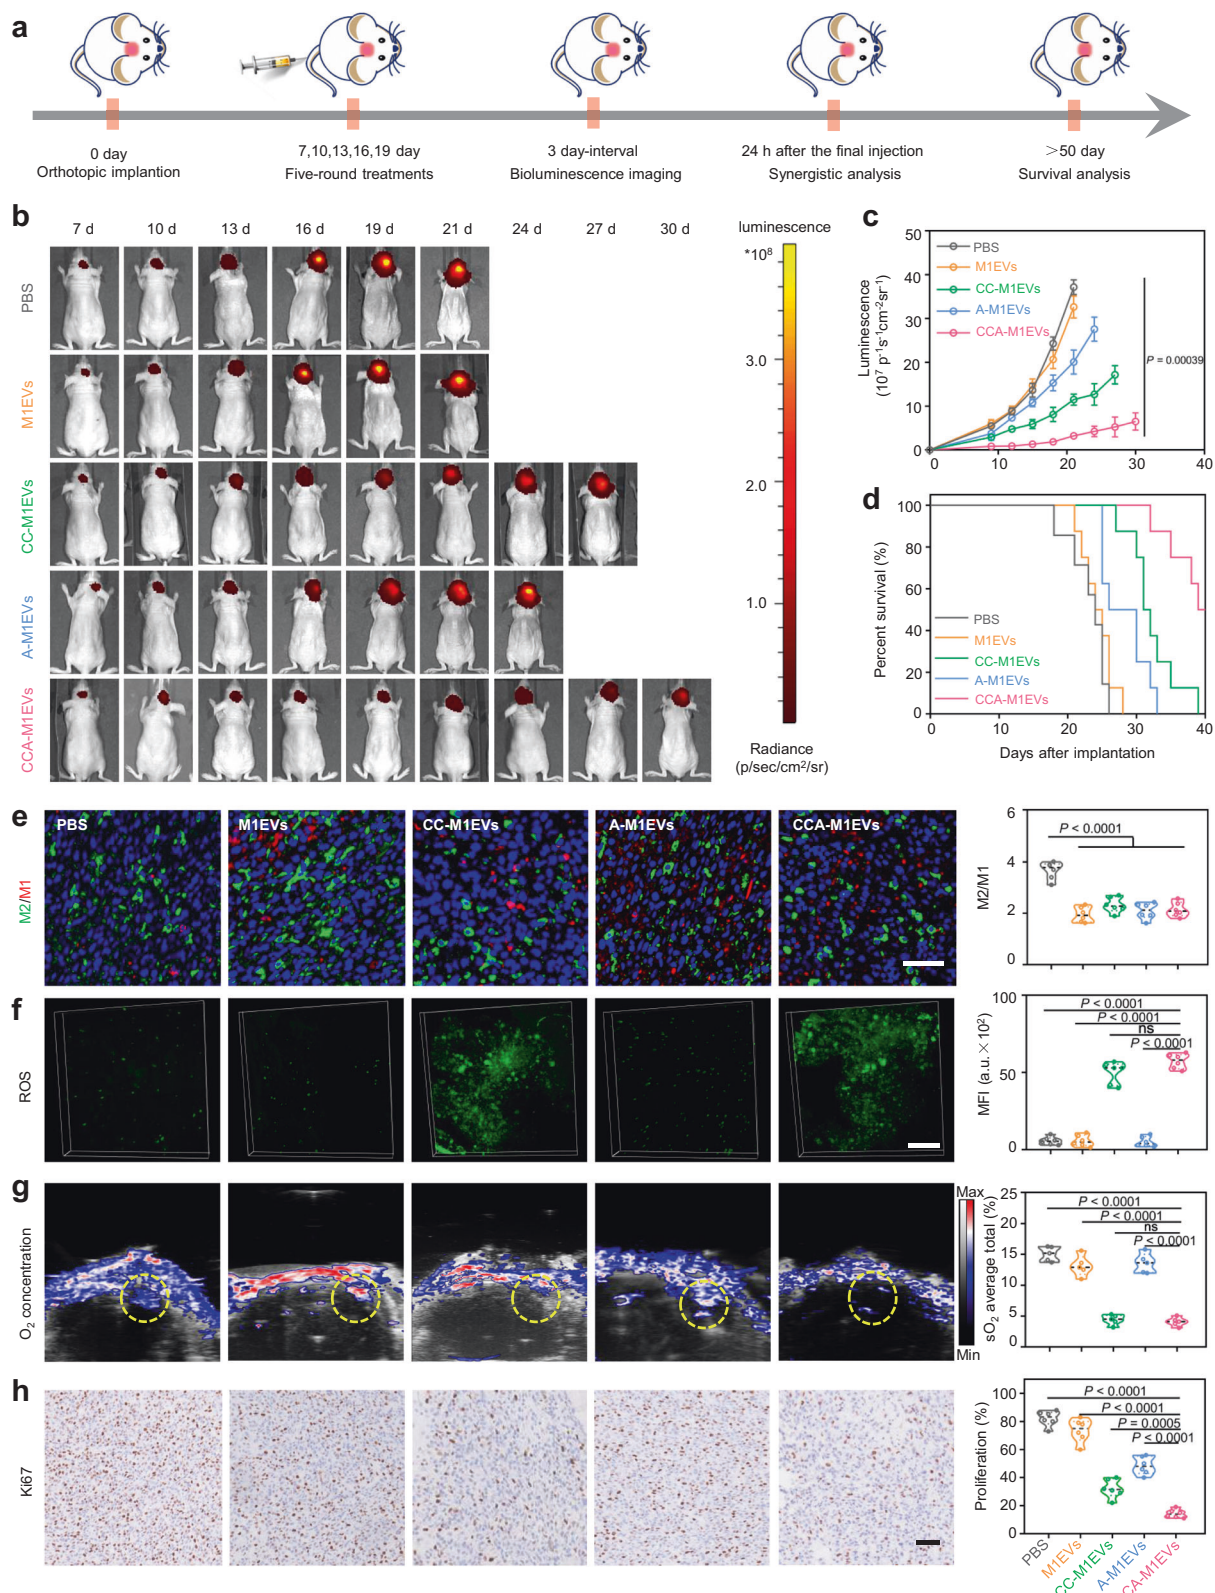 a
0 day
Orthotopic implantion
7,10,13,16,19 day
Five-round treatments
3 day-interval
Bioluminescence imaging
24 h after the final injection
Synergistic analysis
>50 day
Survival analysis
b
7 d 10 d 13 d 16 d 19 d 21 d 24 d 27 d 30 d
PBS
M1EVs
CC-M1EVs
A-M1EVs
CCA-M1EVs
luminescence
*10⁸
3.0
2.0
1.0
Radiance
(p/sec/cm²/sr)
c
Luminescence
(10⁷ p⁻¹s⁻¹cm⁻²sr⁻¹)
50
40
30
20
10
0
PBS
M1EVs
CC-M1EVs
A-M1EVs
CCA-M1EVs
P = 0.00039
0 10 20 30 40
d
Percent survival (%)
100
80
60
40
20
0
PBS
M1EVs
CC-M1EVs
A-M1EVs
CCA-M1EVs
0 10 20 30 40
Days after implantation
e
M2/M1
PBS
M1EVs
CC-M1EVs
A-M1EVs
CCA-M1EVs
M2/M1
6
4
2
0
P < 0.0001
f
ROS
MFI (a.u.×10²)
100
50
0
P < 0.0001
P < 0.0001
ns
P < 0.0001
g
O₂ concentration
Max
Min
sO₂ average total (%)
25
20
15
10
5
0
P < 0.0001
P < 0.0001
ns
P < 0.0001
h
Ki67
Proliferation (%)
100
80
60
40
20
0
P < 0.0001
P < 0.0001
P = 0.0005
P < 0.0001
PBS
M1EVs
CC-M1EVs
A-M1EVs
CA-M1EVs